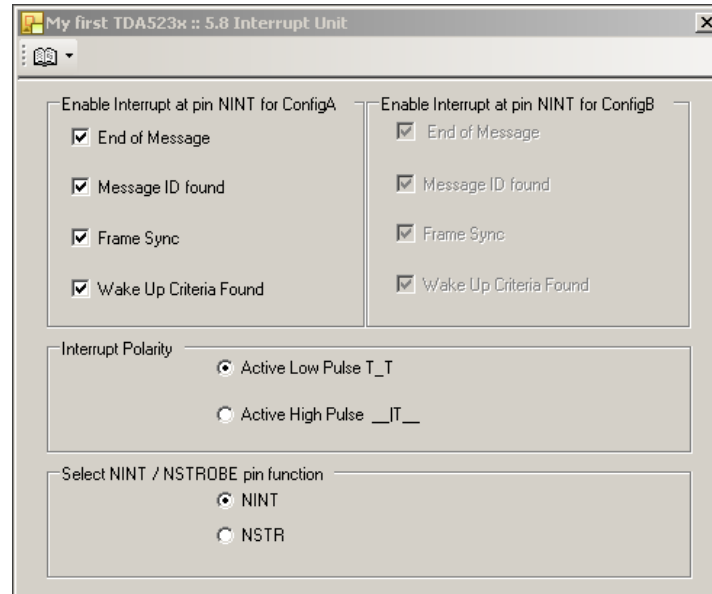 My first TDA523x :: 5.8 Interrupt Unit
Enable Interrupt at pin NINT for ConfigA
End of Message
Message ID found
Frame Sync
Wake Up Criteria Found
Enable Interrupt at pin NINT for ConfigB
End of Message
Message ID found
Frame Sync
Wake Up Criteria Found
Interrupt Polarity
Active Low Pulse T_T
Active High Pulse __IT__
Select NINT / NSTROBE pin function
NINT
NSTR